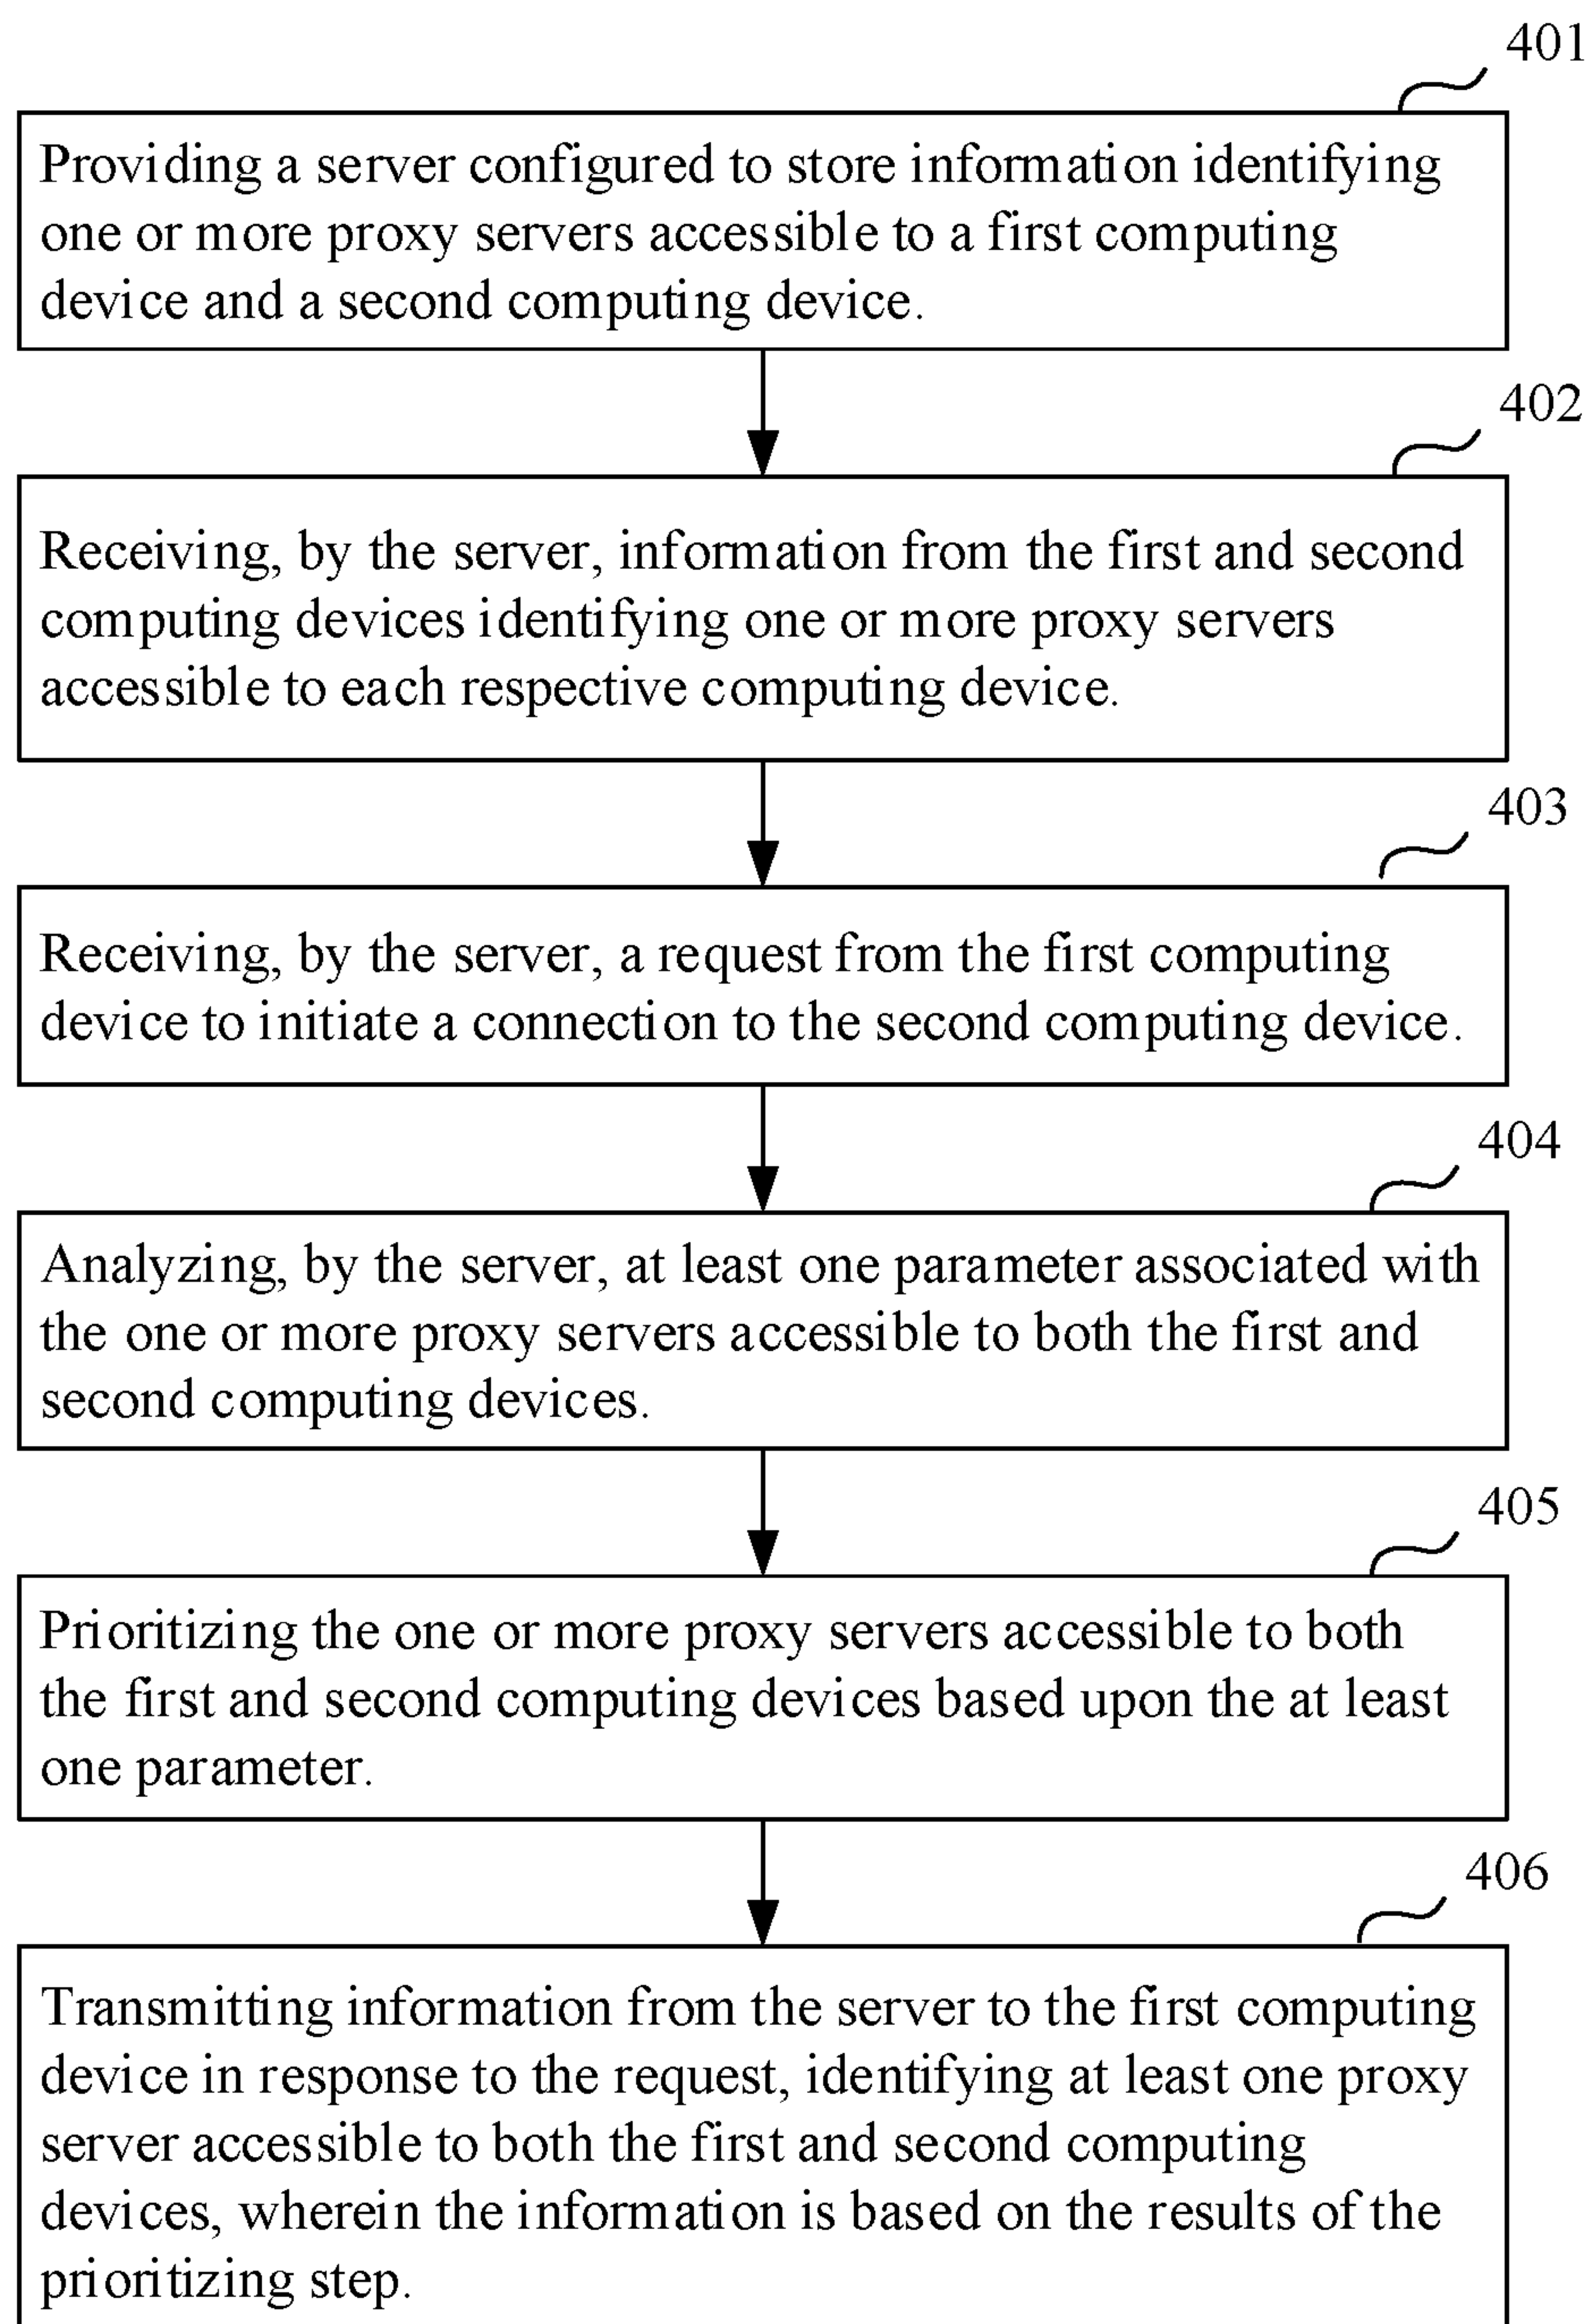 401
Providing a server configured to store information identifying
one or more proxy servers accessible to a first computing
device and a second computing device.
402
Receiving, by the server, information from the first and second
computing devices identifying one or more proxy servers
accessible to each respective computing device.
403
Receiving, by the server, a request from the first computing
device to initiate a connection to the second computing device.
404
Analyzing, by the server, at least one parameter associated with
the one or more proxy servers accessible to both the first and
second computing devices.
405
Prioritizing the one or more proxy servers accessible to both
the first and second computing devices based upon the at least
one parameter.
406
Transmitting information from the server to the first computing
device in response to the request, identifying at least one proxy
server accessible to both the first and second computing
devices, wherein the information is based on the results of the
prioritizing step.